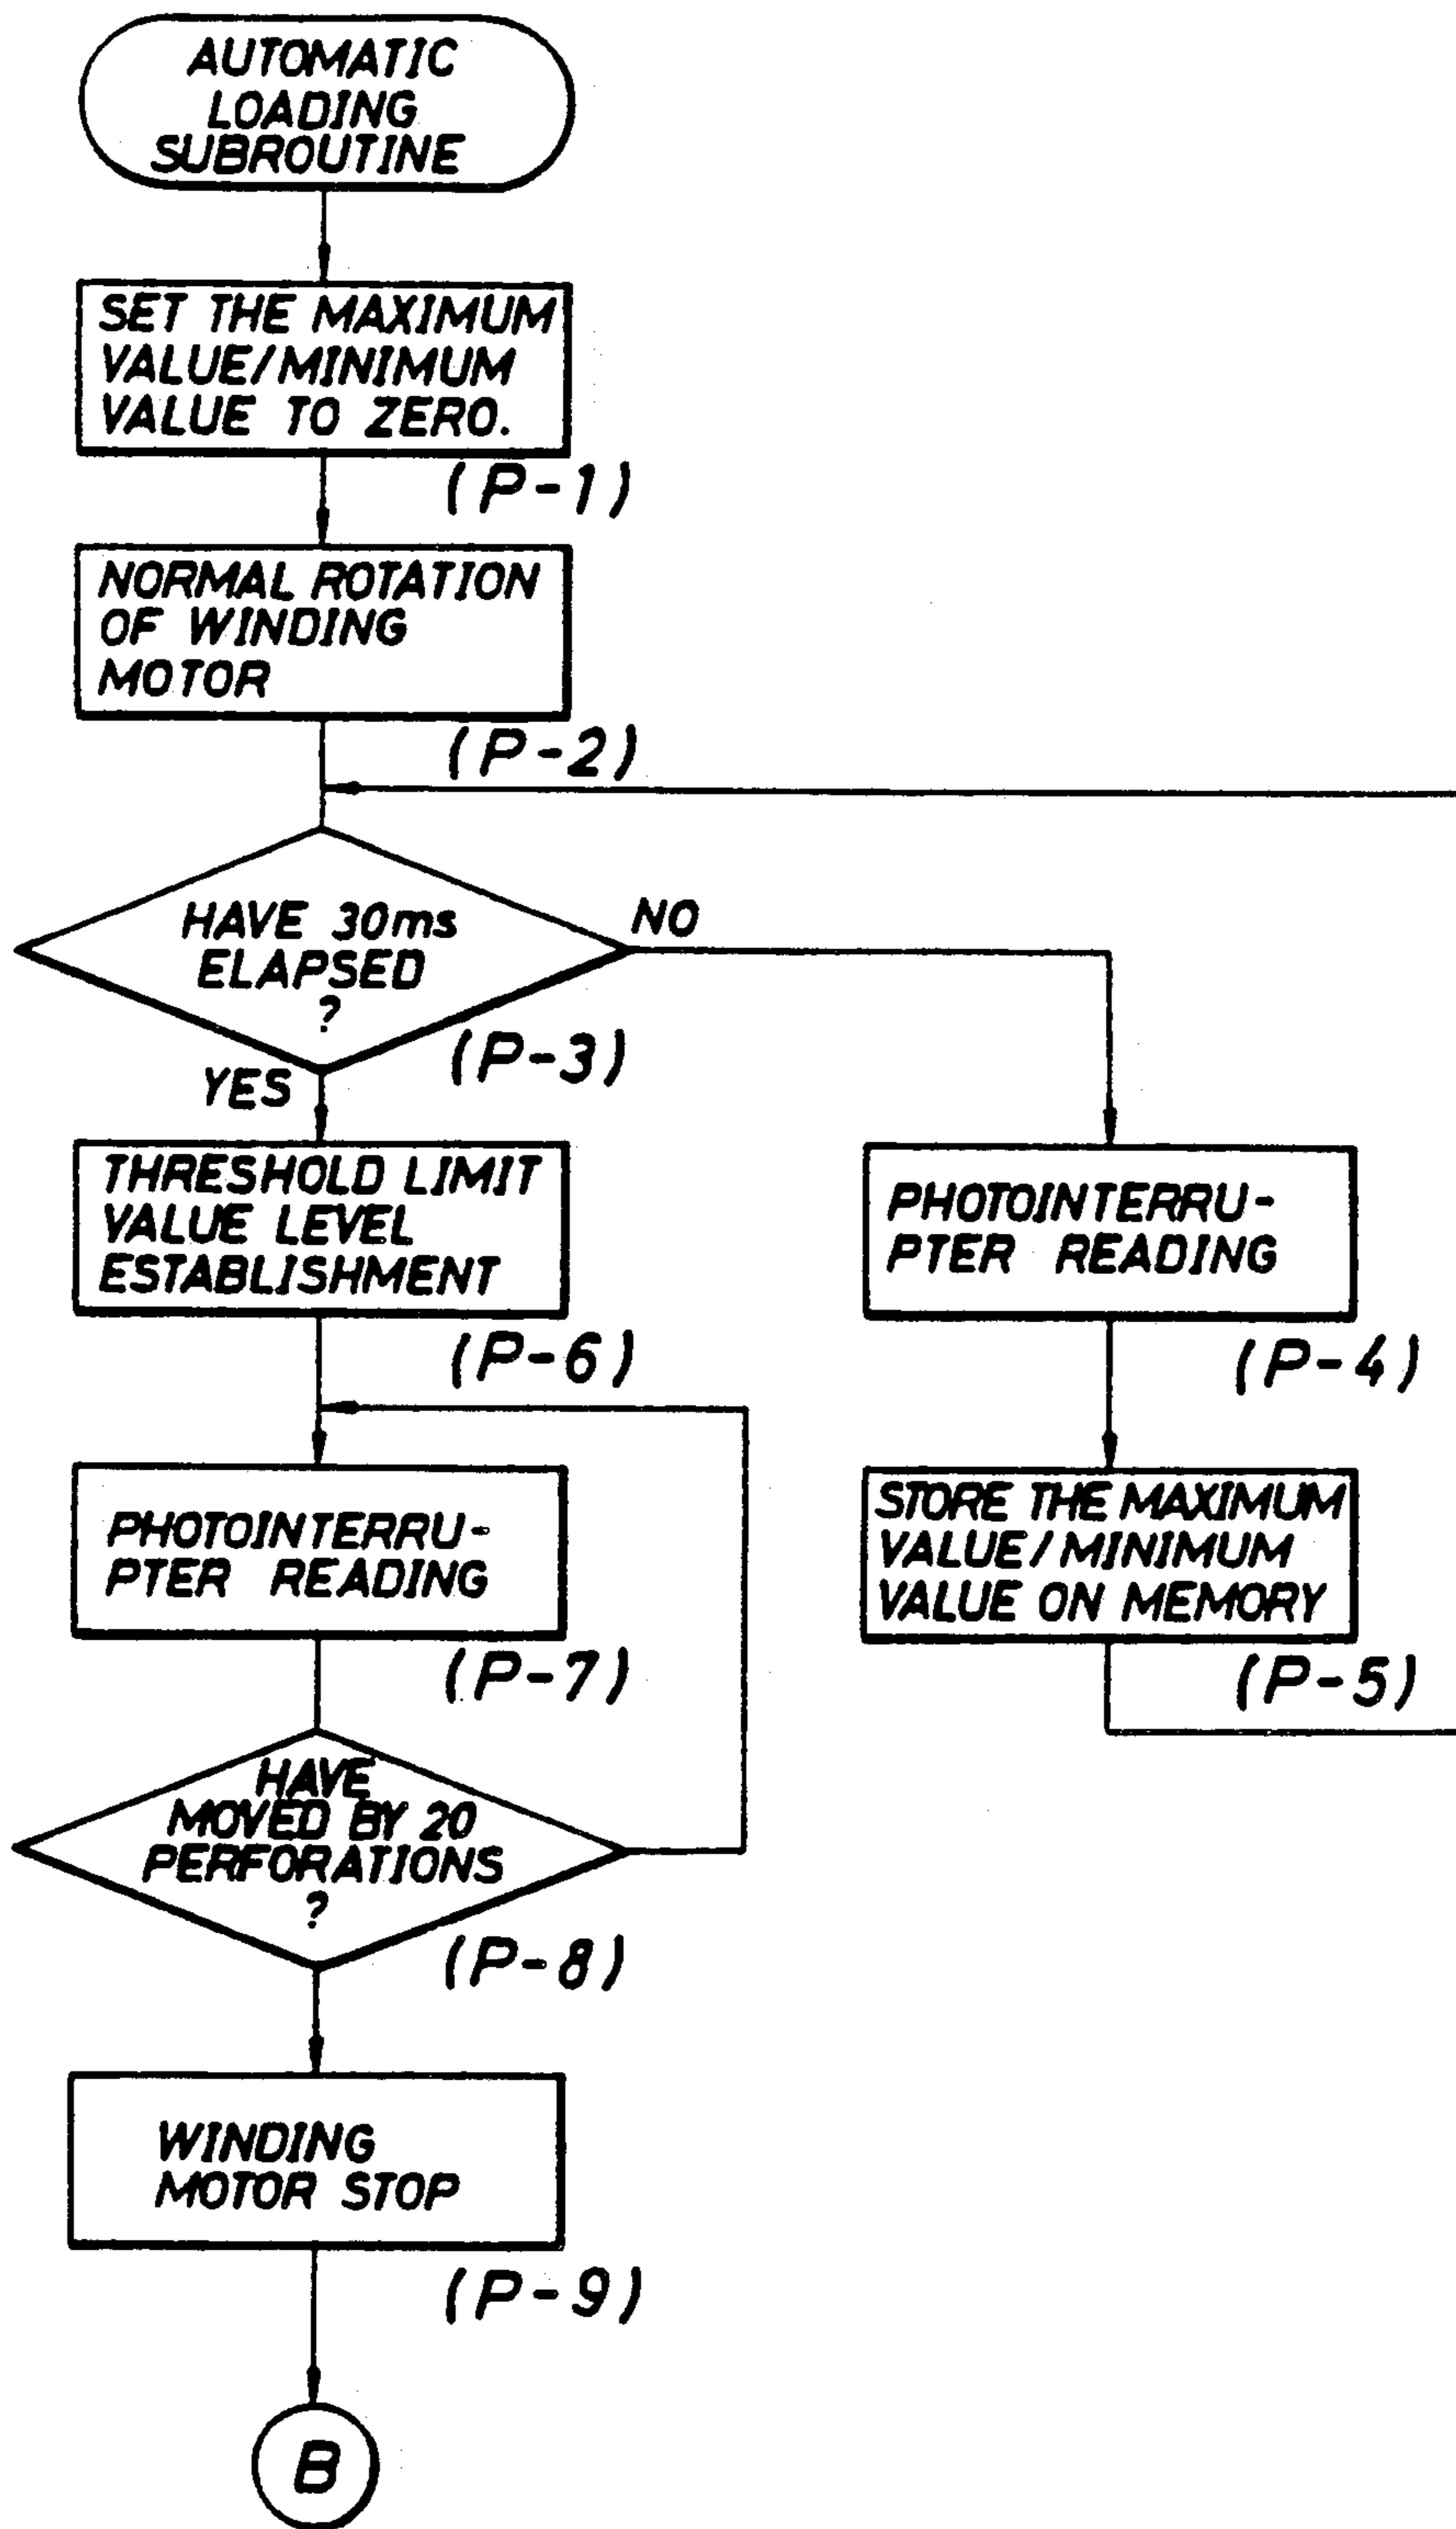 AUTOMATIC
LOADING
SUBROUTINE
SET THE MAXIMUM
VALUE/MINIMUM
VALUE TO ZERO.
(P-1)
NORMAL ROTATION
OF WINDING
MOTOR
(P-2)
HAVE 30ms
ELAPSED
?
NO
(P-3)
YES
THRESHOLD LIMIT
VALUE LEVEL
ESTABLISHMENT
(P-6)
PHOTOINTERRU-
PTER READING
(P-4)
STORE THE MAXIMUM
VALUE/MINIMUM
VALUE ON MEMORY
(P-5)
PHOTOINTERRU-
PTER READING
(P-7)
HAVE
MOVED BY 20
PERFORATIONS
?
(P-8)
WINDING
MOTOR STOP
(P-9)
B